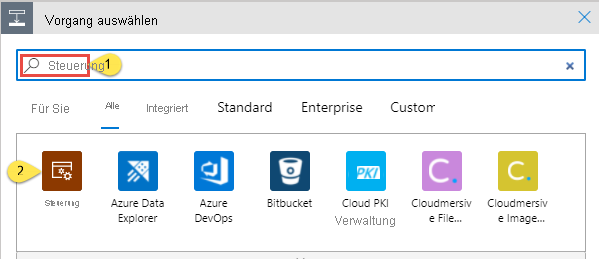 Vorgang auswählen
Steuerung
1
Für Sie Alle Integriert Standard Enterprise Custom
2
Steuerung Azure Data Explorer Azure DevOps Bitbucket PKI Cloud PKI Verwaltung C. Cloudmersive File... C. Cloudmersive Image...